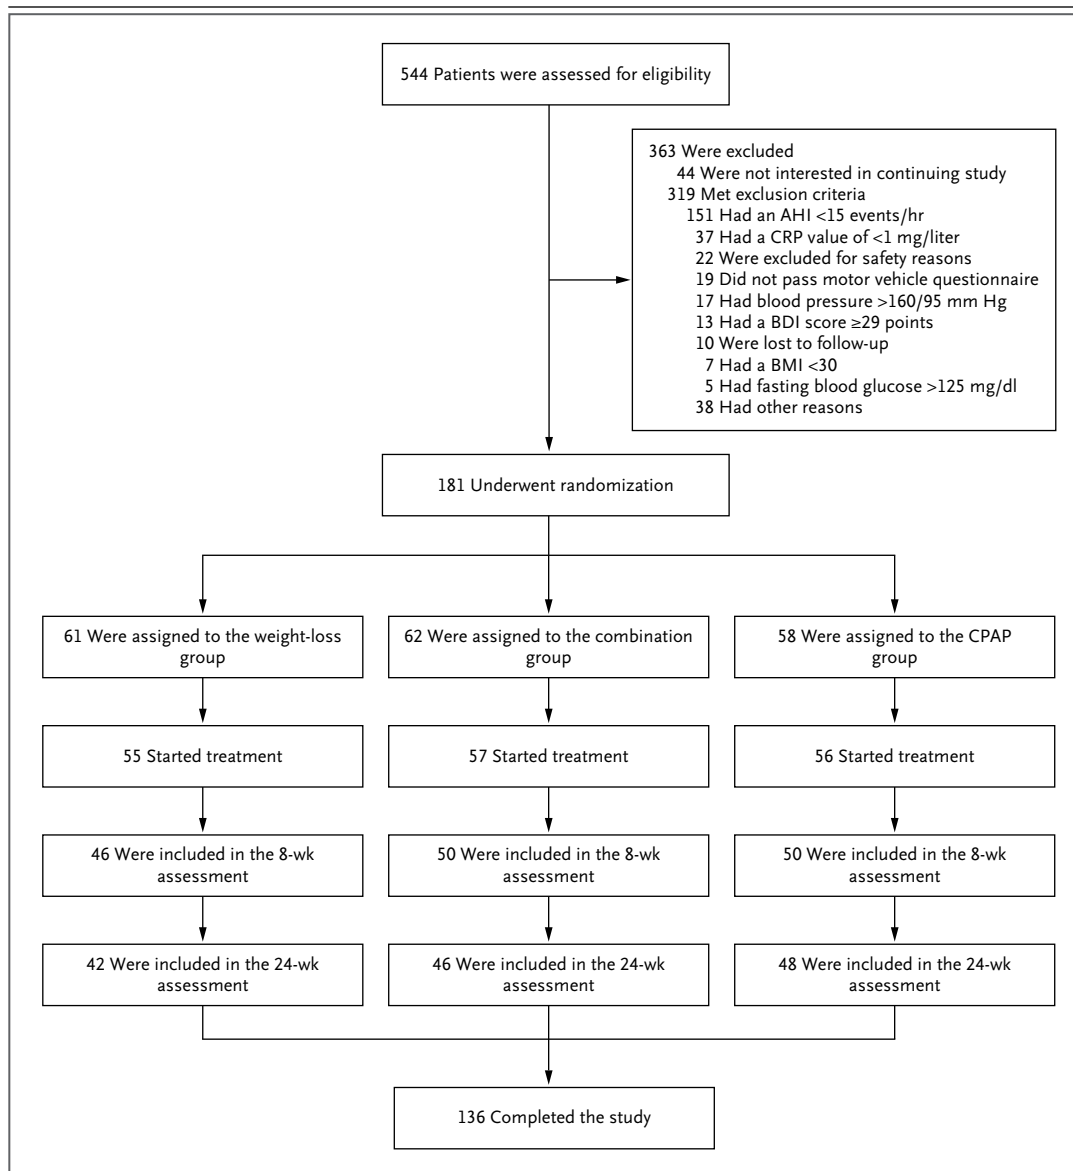 544 Patients were assessed for eligibility
363 Were excluded
44 Were not interested in continuing study
319 Met exclusion criteria
151 Had an AHI <15 events/hr
37 Had a CRP value of <1 mg/liter
22 Were excluded for safety reasons
19 Did not pass motor vehicle questionnaire
17 Had blood pressure >160/95 mm Hg
13 Had a BDI score ≥29 points
10 Were lost to follow-up
7 Had a BMI <30
5 Had fasting blood glucose >125 mg/dl
38 Had other reasons
181 Underwent randomization
61 Were assigned to the weight-loss
group
62 Were assigned to the combination
group
58 Were assigned to the CPAP
group
55 Started treatment
57 Started treatment
56 Started treatment
46 Were included in the 8-wk
assessment
50 Were included in the 8-wk
assessment
50 Were included in the 8-wk
assessment
42 Were included in the 24-wk
assessment
46 Were included in the 24-wk
assessment
48 Were included in the 24-wk
assessment
136 Completed the study